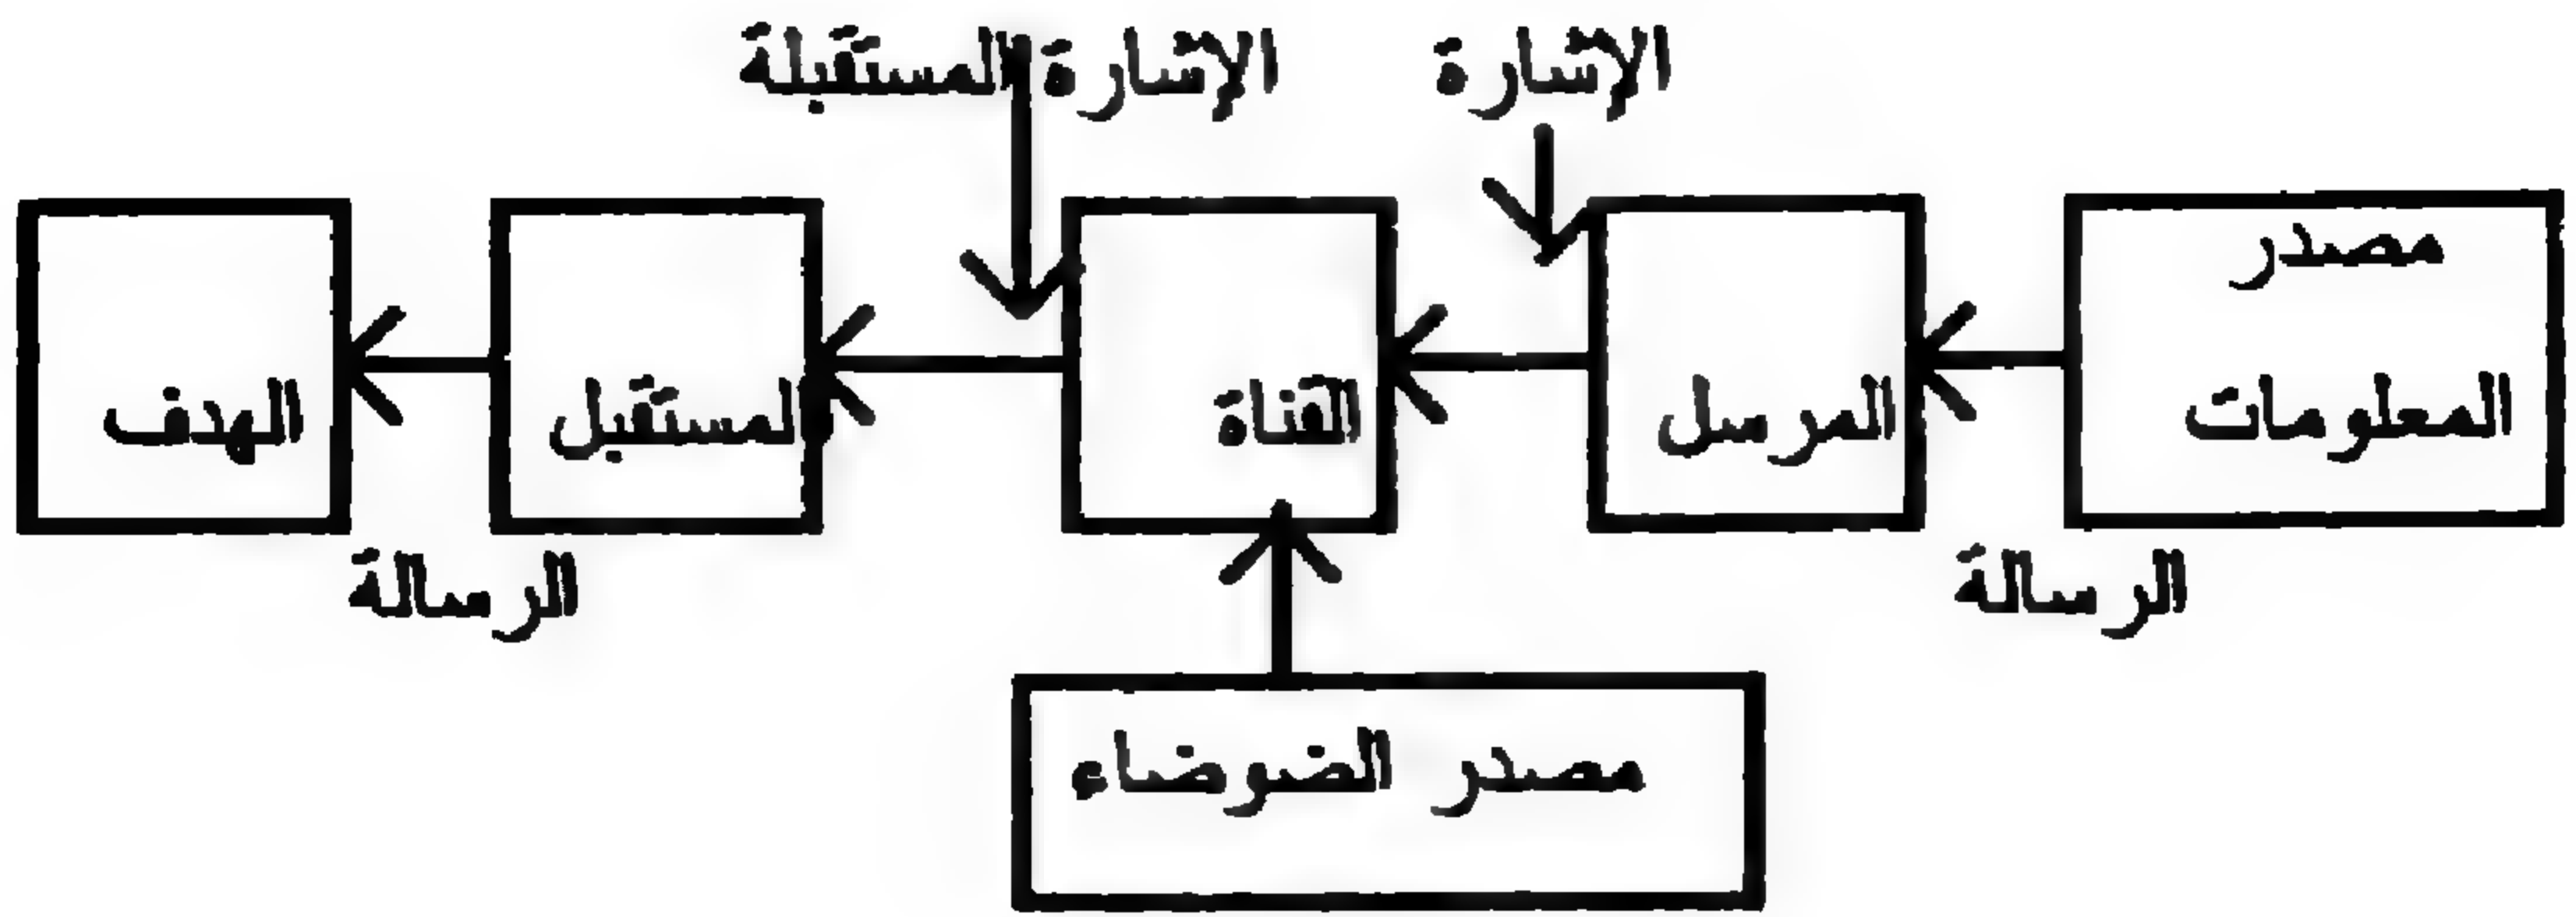 الإشارة
الإشارة المستقبلة
مصدر
المعلومات
المرسل
القناة
المستقبل
الهدف
الرسالة
الرسالة
مصدر الضوضاء